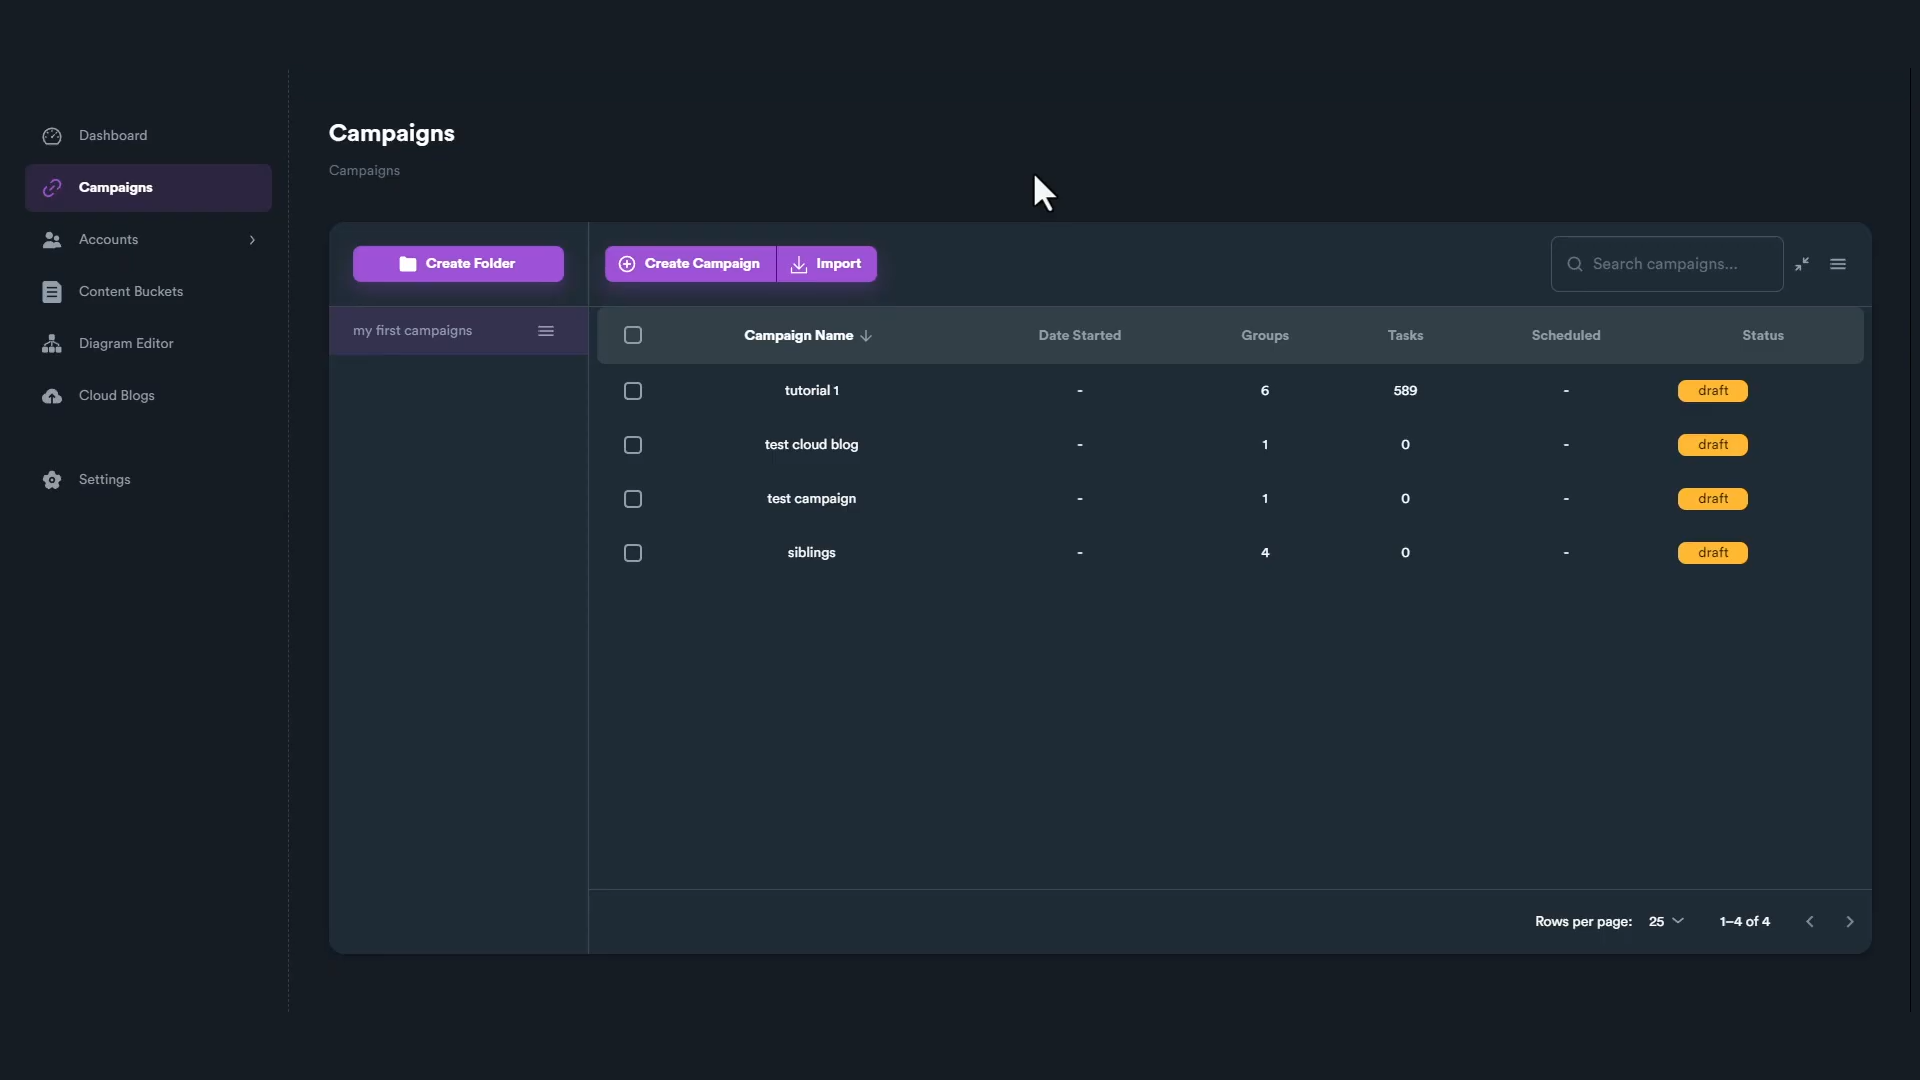 Dashboard
Campaigns
Accounts
Content Buckets
Diagram Editor
Cloud Blogs
Settings
Campaigns
Campaigns
Create Folder
Create Campaign
Import
Search campaigns...
my first campaigns
Campaign Name Date Started Groups Tasks Scheduled Status
tutorial 1 - 6 589 - draft
test cloud blog - 1 0 - draft
test campaign - 1 0 - draft
siblings - 4 0 - draft
Rows per page: 25 1–4 of 4